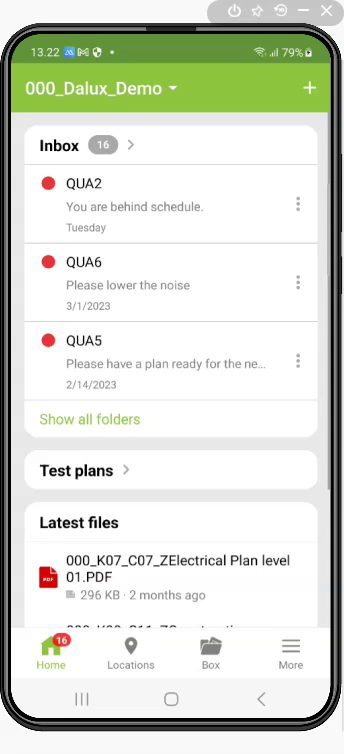 13.22 79%
000_Dalux_Demo
Inbox 16
QUA2
You are behind schedule.
Tuesday
QUA6
Please lower the noise
3/1/2023
QUA5
Please have a plan ready for the ne...
2/14/2023
Show all folders
Test plans
Latest files
000_K07_C07_ZElectrical Plan level
01.PDF
PDF
296 KB · 2 months ago
16
Home Locations Box More